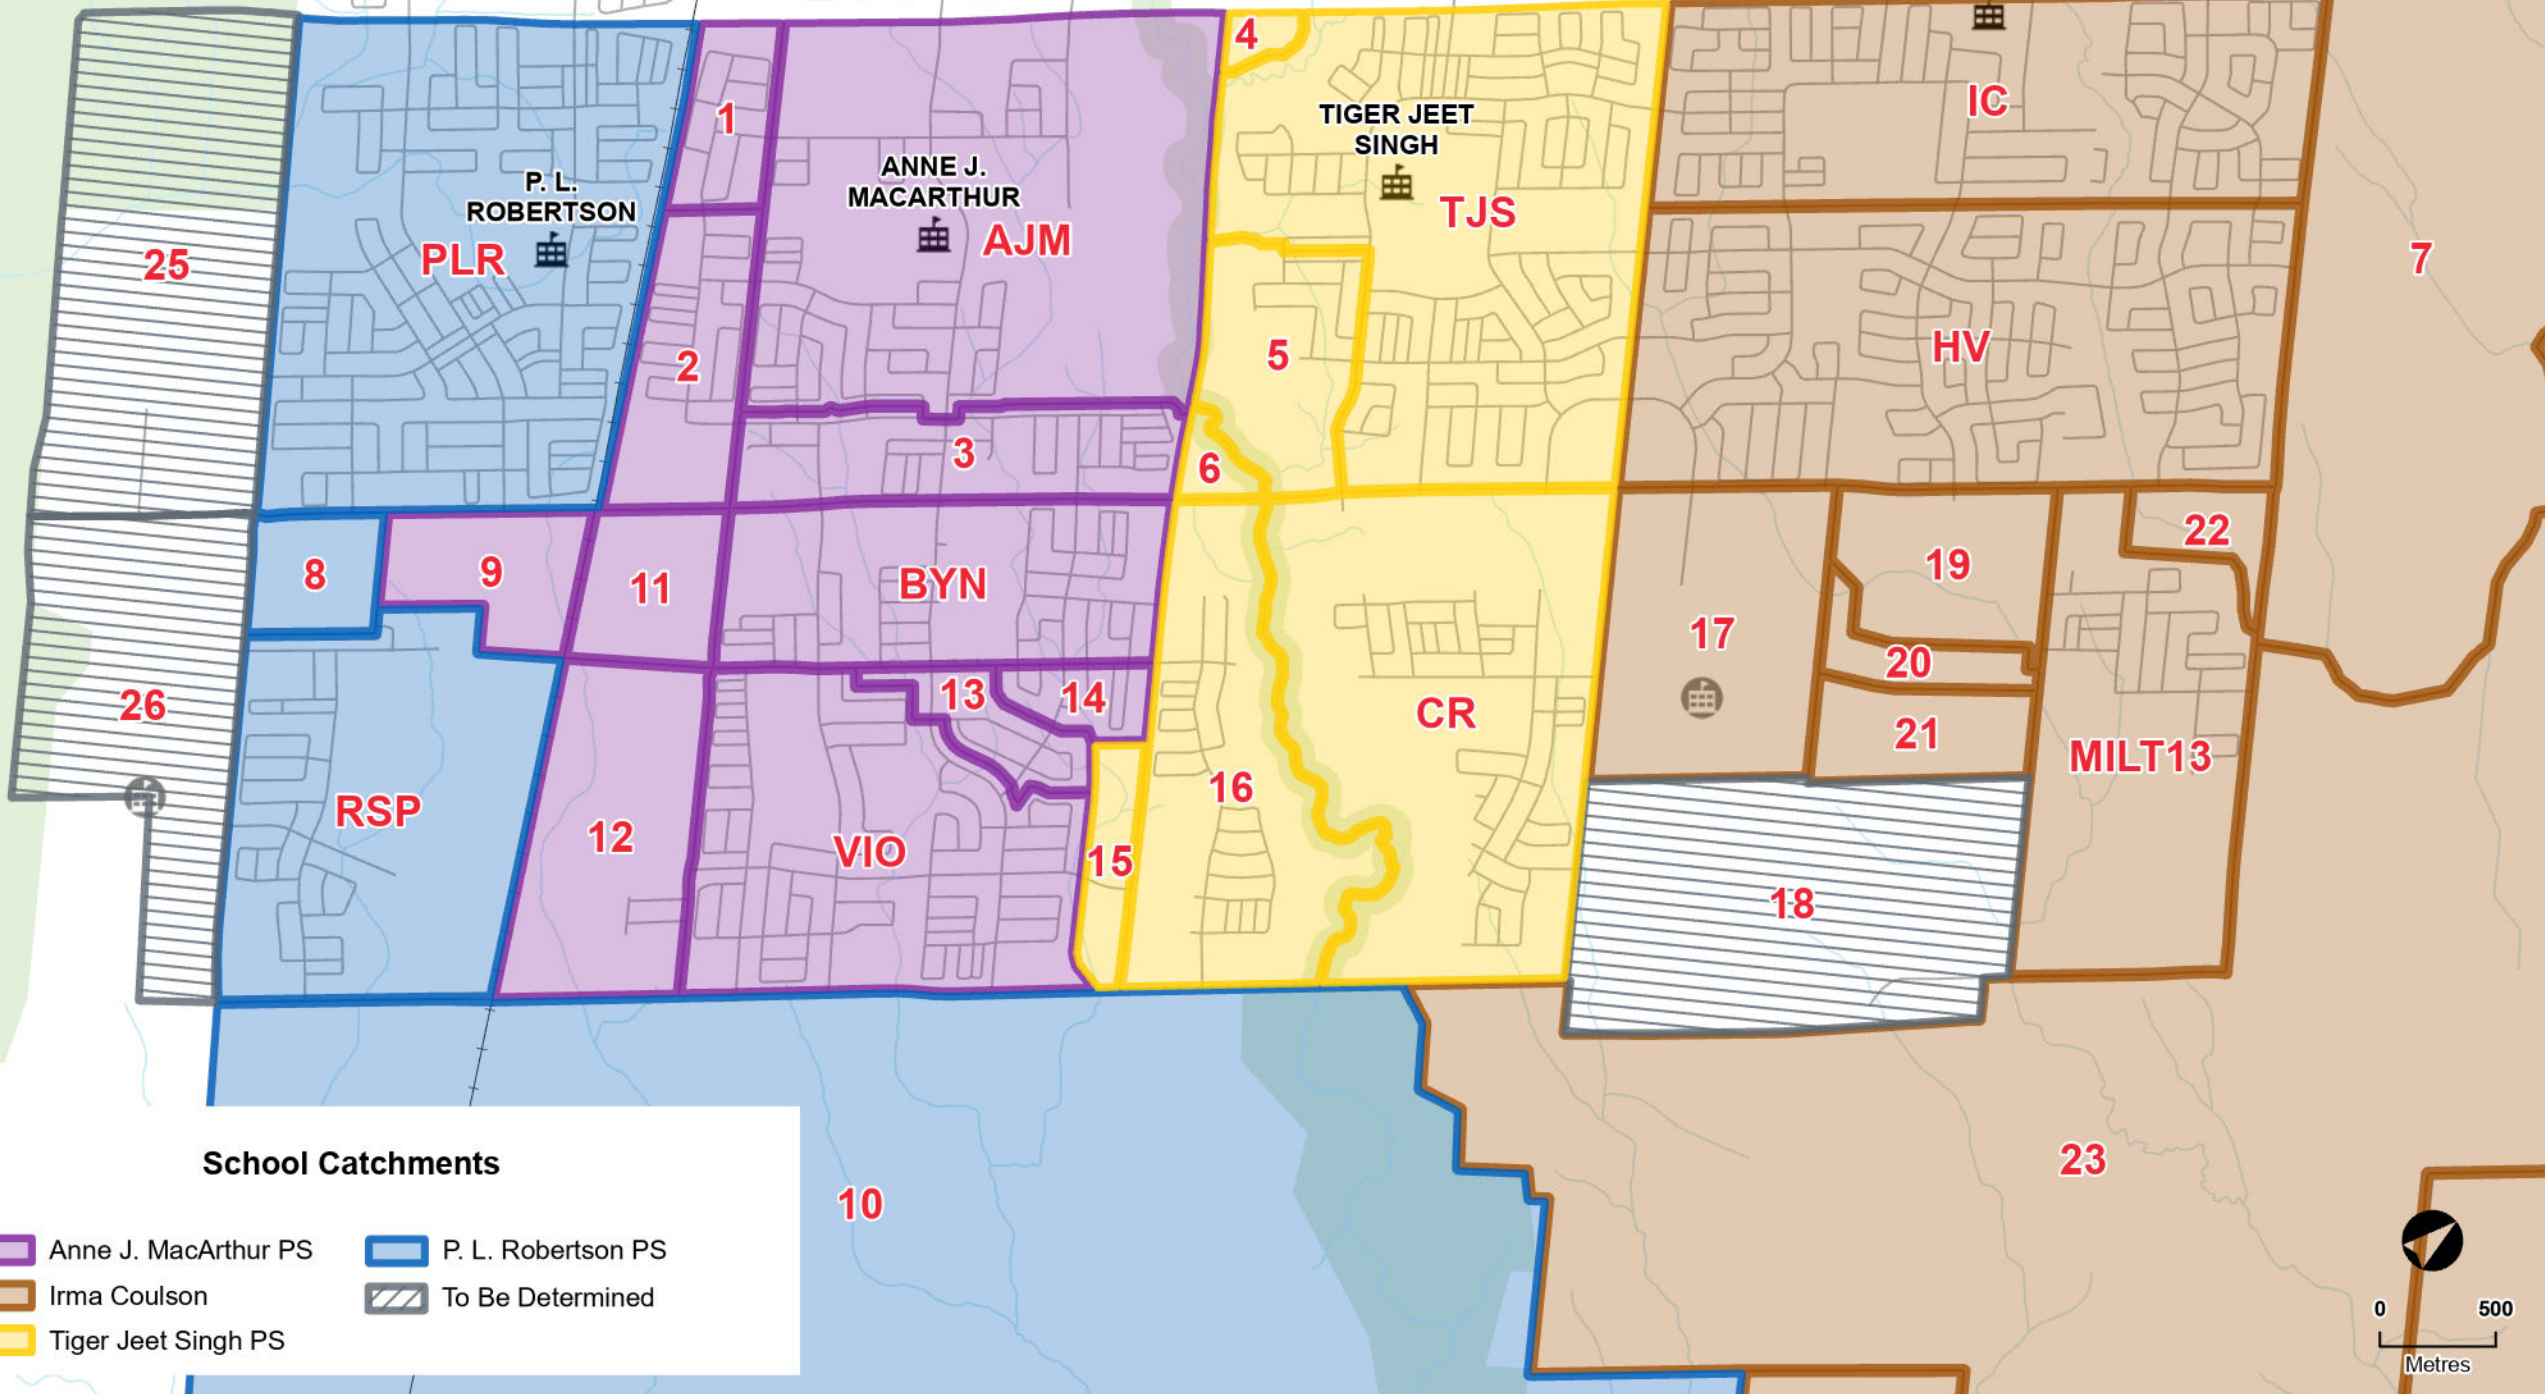 4
IC
1
TIGER JEET
SINGH
ANNE J.
MACARTHUR
P. L.
ROBERTSON
TJS
AJM
PLR
25
7
5
HV
2
3
6
22
8
9
11
BYN
19
17
20
26
13
14
CR
21
MILT13
16
RSP
12
VIO
15
18
23
10
School Catchments
Anne J. MacArthur PS
P. L. Robertson PS
Irma Coulson
To Be Determined
Tiger Jeet Singh PS
0 500
Metres